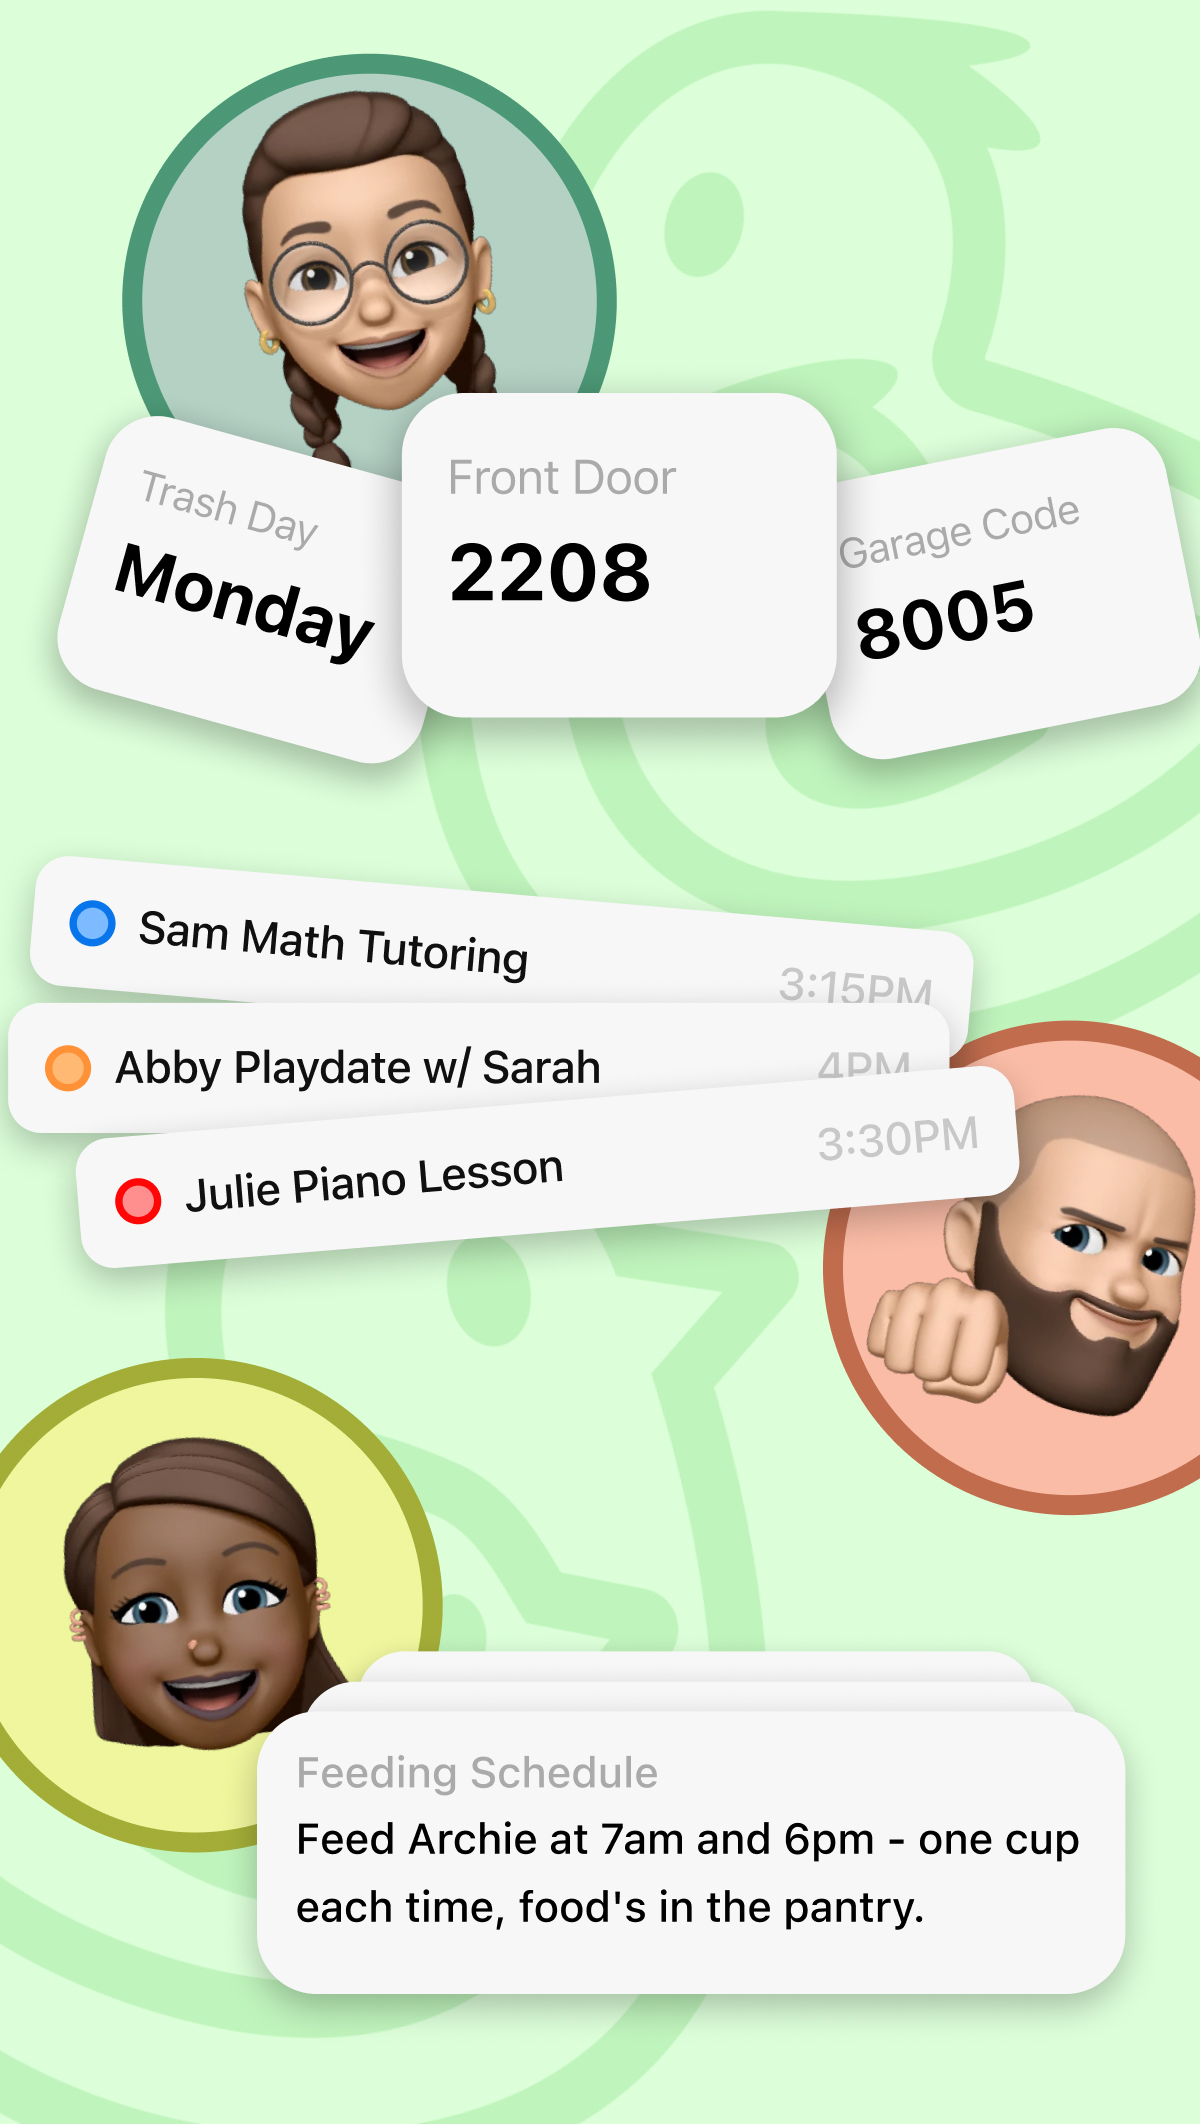 Trash Day
Monday
Front Door
2208
Garage Code
8005
Sam Math Tutoring
3:15PM
Abby Playdate w/ Sarah
4PM
Julie Piano Lesson
3:30PM
Feeding Schedule
Feed Archie at 7am and 6pm - one cup
each time, food's in the pantry.